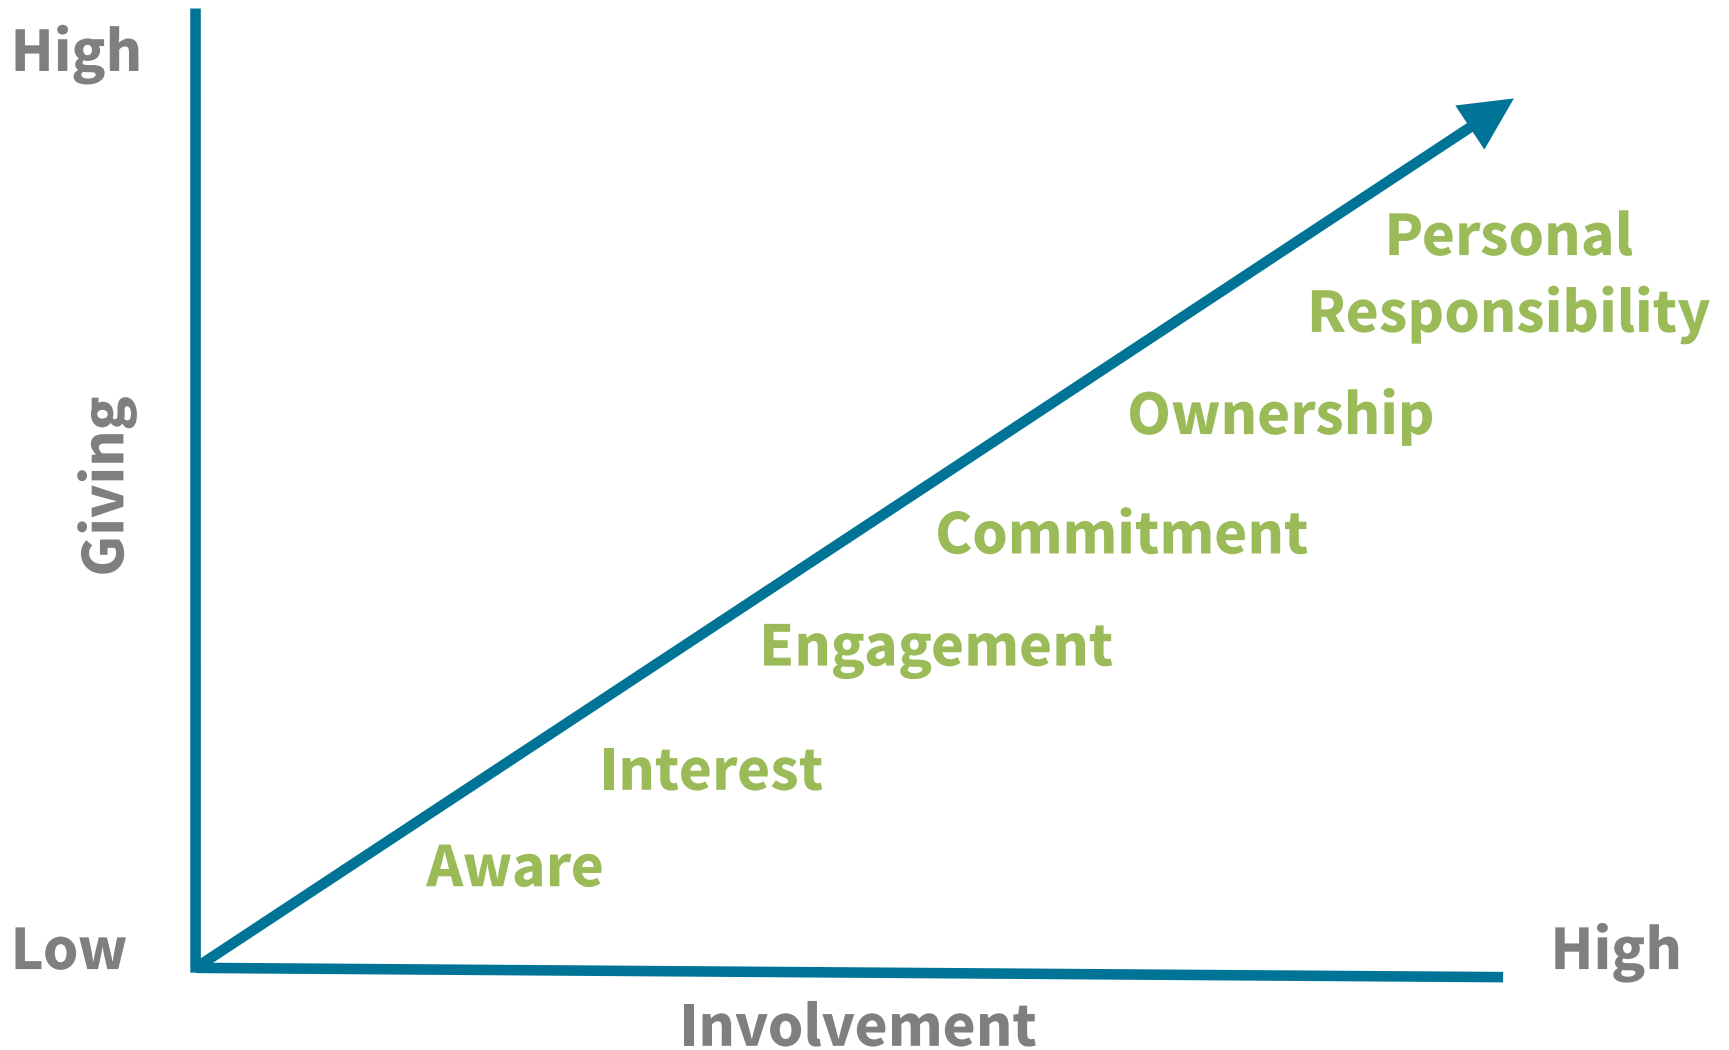 High
Personal
Responsibility
Ownership
Giving
Commitment
Engagement
Interest
Aware
Low
High
Involvement